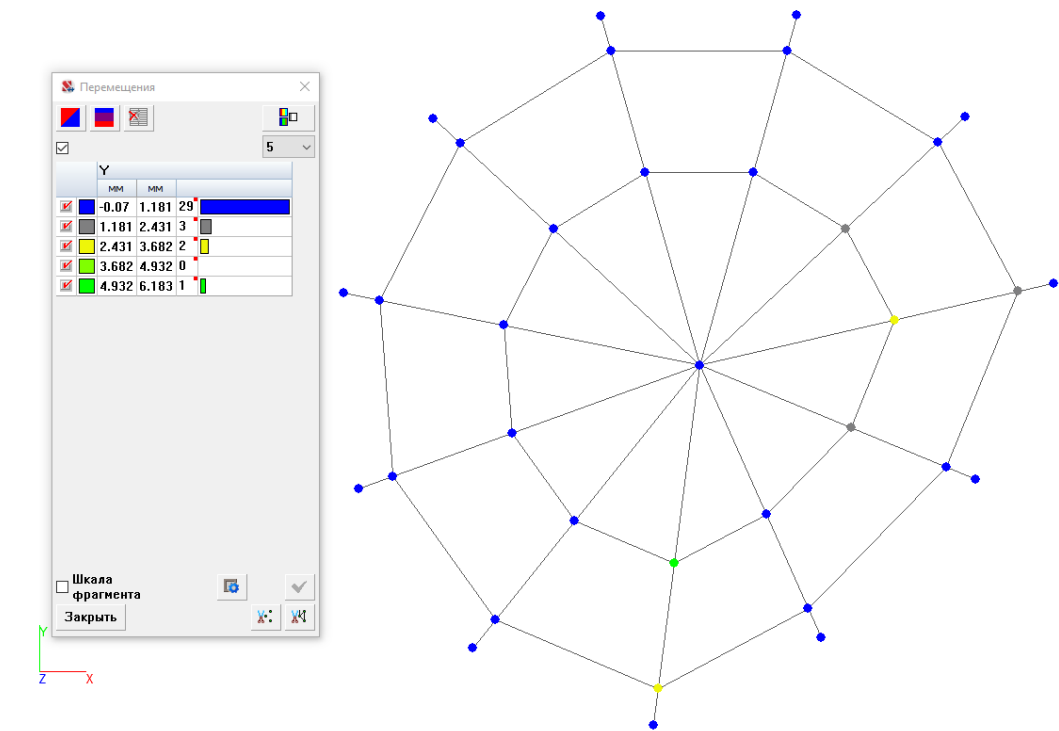 Перемещения
5
Y
мм мм
-0.07 1.181 29
1.181 2.431 3
2.431 3.682 2
3.682 4.932 0
4.932 6.183 1
Шкала
фрагмента
Закрыть
Y
Z X